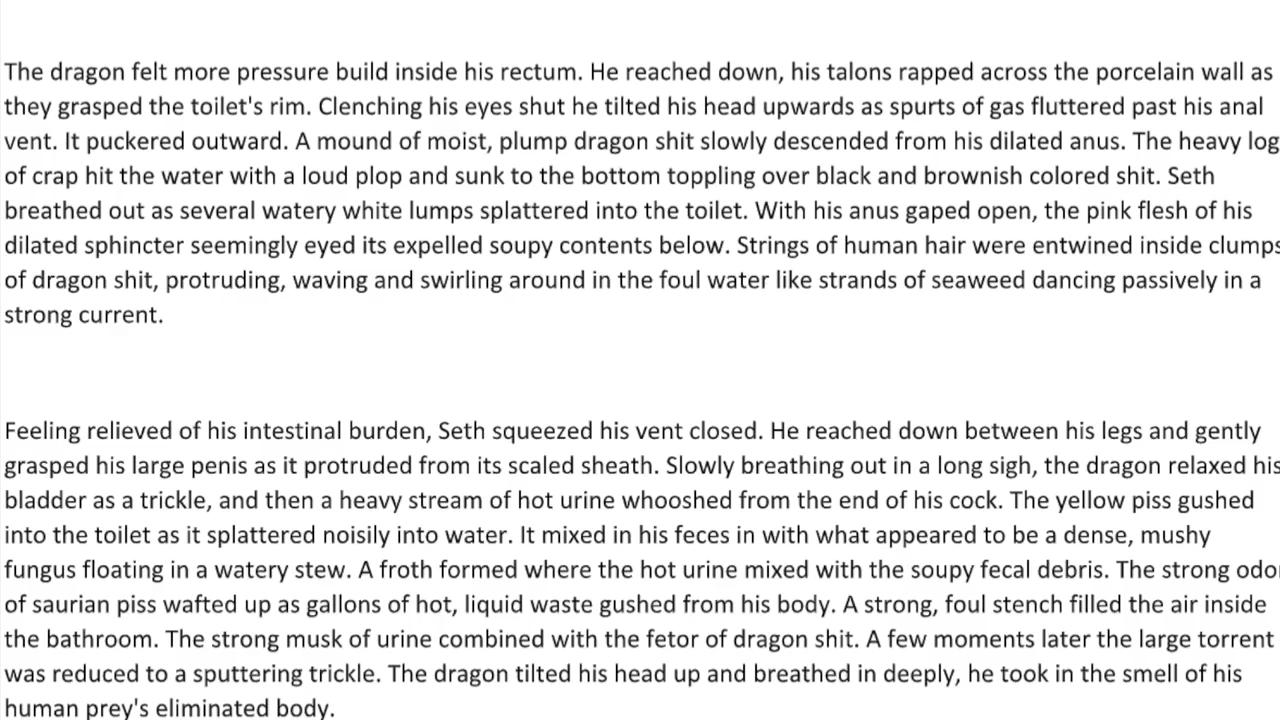 The dragon felt more pressure build inside his rectum. He reached down, his talons rapped across the porcelain wall as
they grasped the toilet's rim. Clenching his eyes shut he tilted his head upwards as spurts of gas fluttered past his anal
vent. It puckered outward. A mound of moist, plump dragon shit slowly descended from his dilated anus. The heavy log
of crap hit the water with a loud plop and sunk to the bottom toppling over black and brownish colored shit. Seth
breathed out as several watery white lumps splattered into the toilet. With his anus gaped open, the pink flesh of his
dilated sphincter seemingly eyed its expelled soupy contents below. Strings of human hair were entwined inside clumps
of dragon shit, protruding, waving and swirling around in the foul water like strands of seaweed dancing passively in a
strong current.
Feeling relieved of his intestinal burden, Seth squeezed his vent closed. He reached down between his legs and gently
grasped his large penis as it protruded from its scaled sheath. Slowly breathing out in a long sigh, the dragon relaxed his
bladder as a trickle, and then a heavy stream of hot urine whooshed from the end of his cock. The yellow piss gushed
into the toilet as it splattered noisily into water. It mixed in his feces in with what appeared to be a dense, mushy
fungus floating in a watery stew. A froth formed where the hot urine mixed with the soupy fecal debris. The strong odor
of saurian piss wafted up as gallons of hot, liquid waste gushed from his body. A strong, foul stench filled the air inside
the bathroom. The strong musk of urine combined with the fetor of dragon shit. A few moments later the large torrent
was reduced to a sputtering trickle. The dragon tilted his head up and breathed in deeply, he took in the smell of his
human prey's eliminated body.